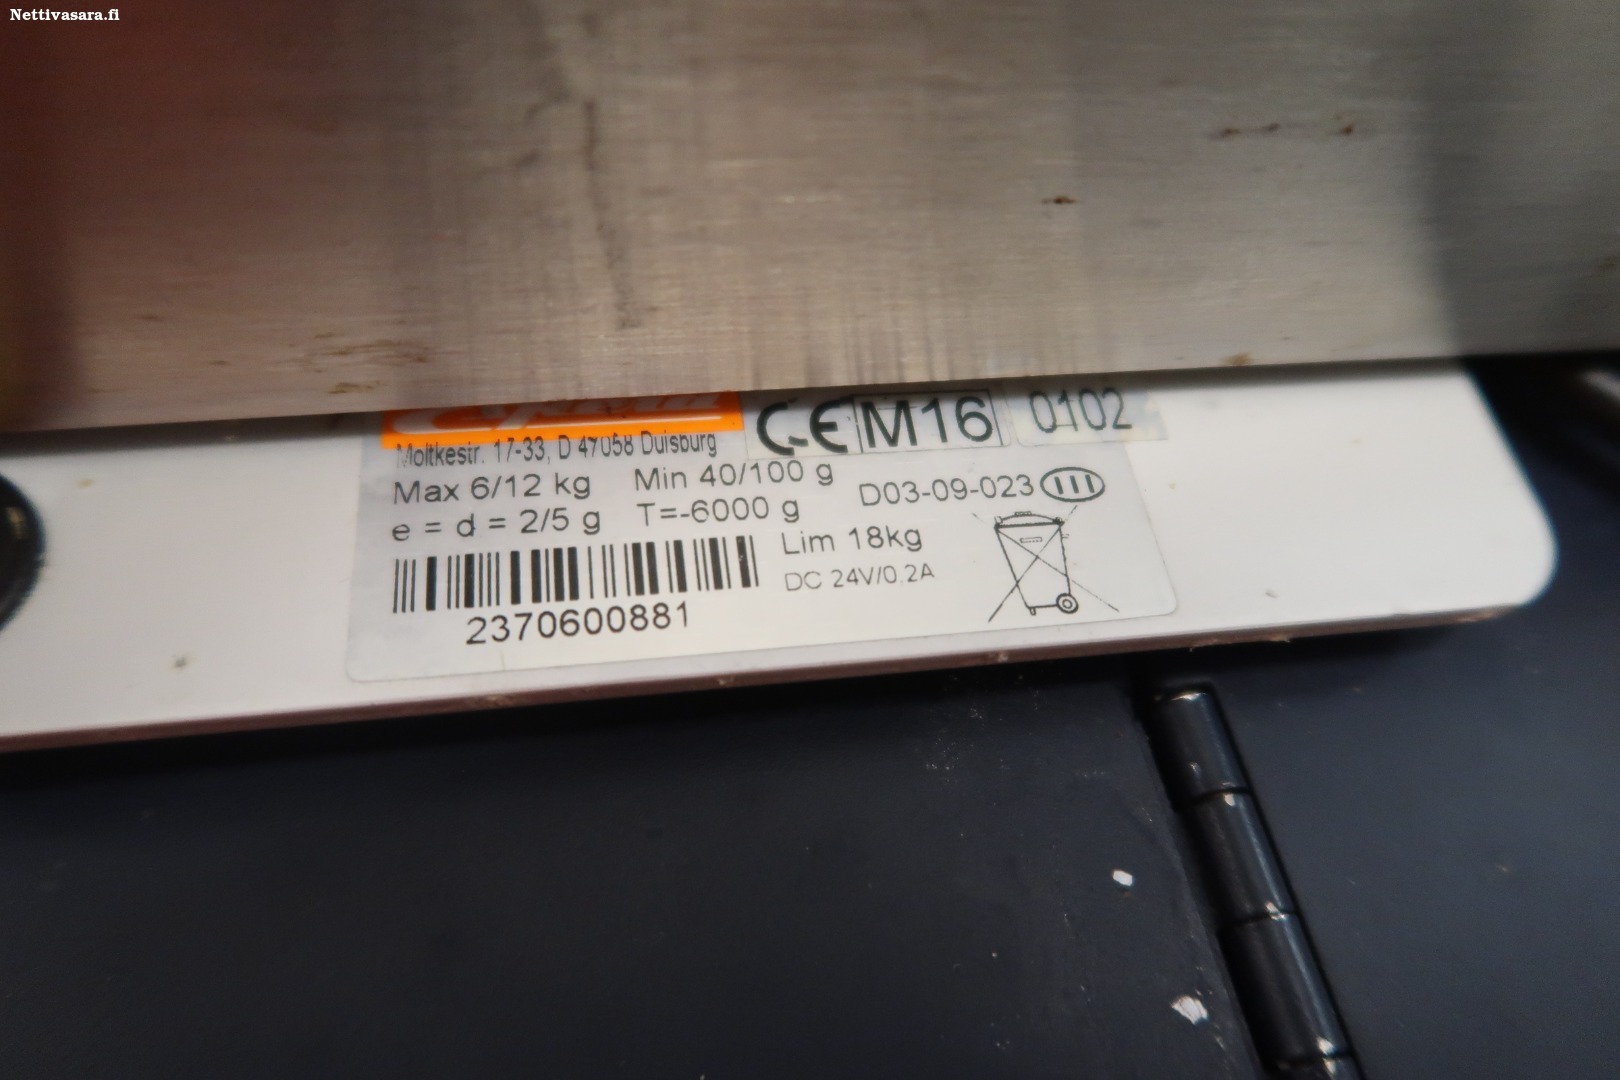 Nettivasara.fi
Moltkestr. 17-33, D 47058 Duisburg
CE M16 0102
Max 6/12 kg Min 40/100 g
e = d = 2/5 g T=-6000 g
D03-09-023 III
Lim 18kg
DC 24V/0.2A
2370600881